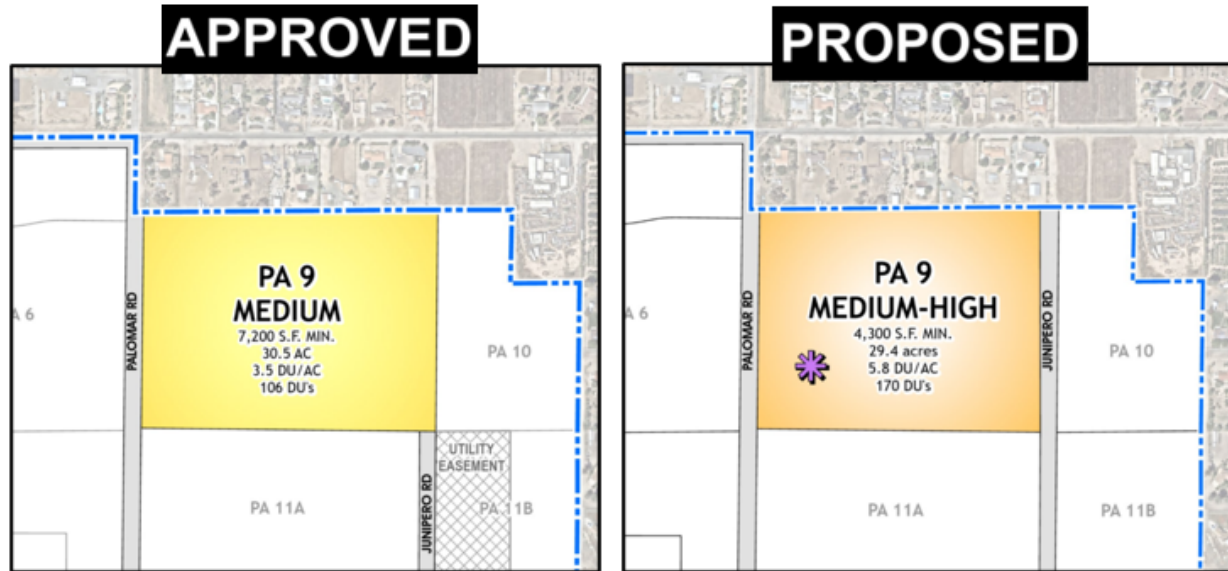 APPROVED
PALOMAR RD
PA 9
MEDIUM
7,200 S.F. MIN.
30.5 AC
3.5 DU/AC
106 DU's
PA 10
UTILITY
EASEMENT
JUNIPERO RD
PA 11A
PA 11B
PROPOSED
A 6
PALOMAR RD
PA 9
MEDIUM-HIGH
4,300 S.F. MIN.
29.4 acres
5.8 DU/AC
170 DU's
JUNIPERO RD
PA 10
PA 11A
PA 11B